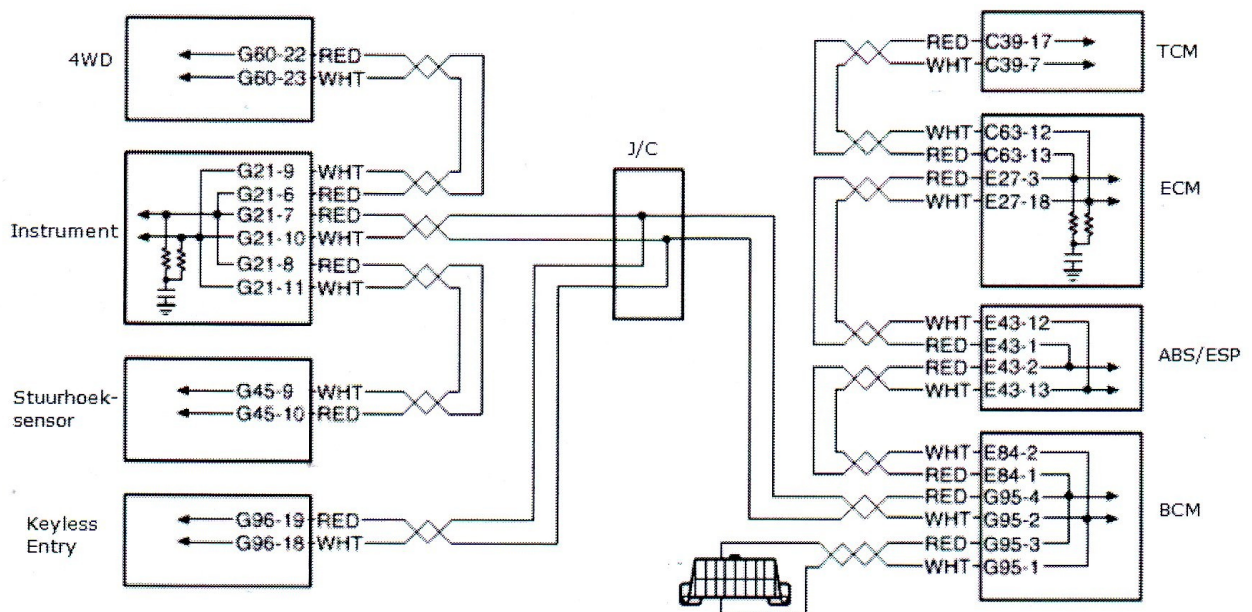 4WD
G60-22 RED
G60-23 WHT
Instrument
G21-9 WHT
G21-6 RED
G21-7 RED
G21-10 WHT
G21-8 RED
G21-11 WHT
Stuurhoek-
sensor
G45-9 WHT
G45-10 RED
Keyless
Entry
G96-19 RED
G96-18 WHT
J/C
RED C39-17
WHT C39-7
TCM
WHT C63-12
RED C63-13
RED E27-3
WHT E27-18
ECM
WHT E43-12
RED E43-1
RED E43-2
WHT E43-13
ABS/ESP
WHT E84-2
RED E84-1
RED G95-4
WHT G95-2
RED G95-3
WHT G95-1
BCM